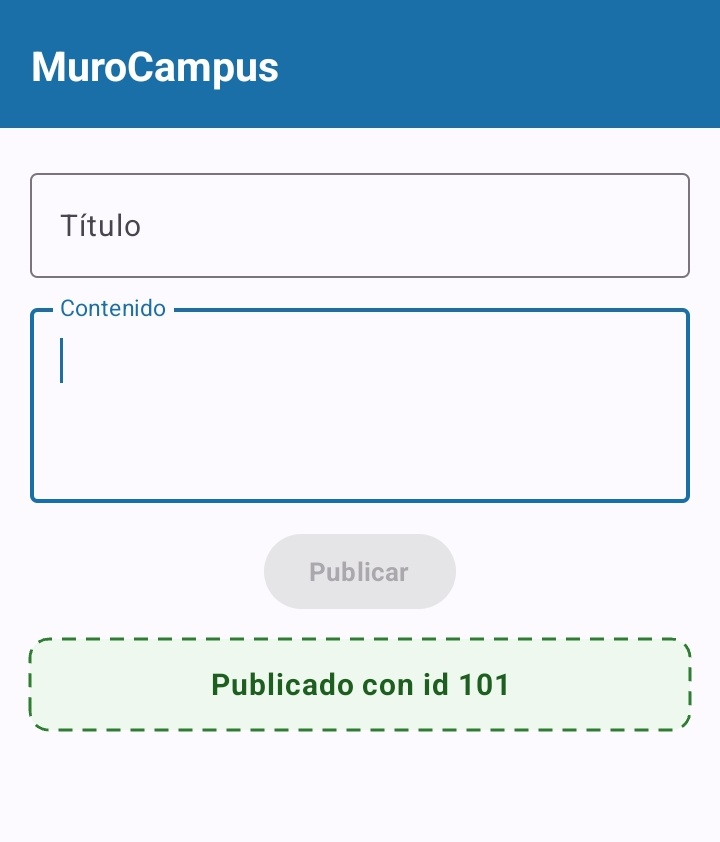 MuroCampus
Título
Contenido
Publicar
Publicado con id 101